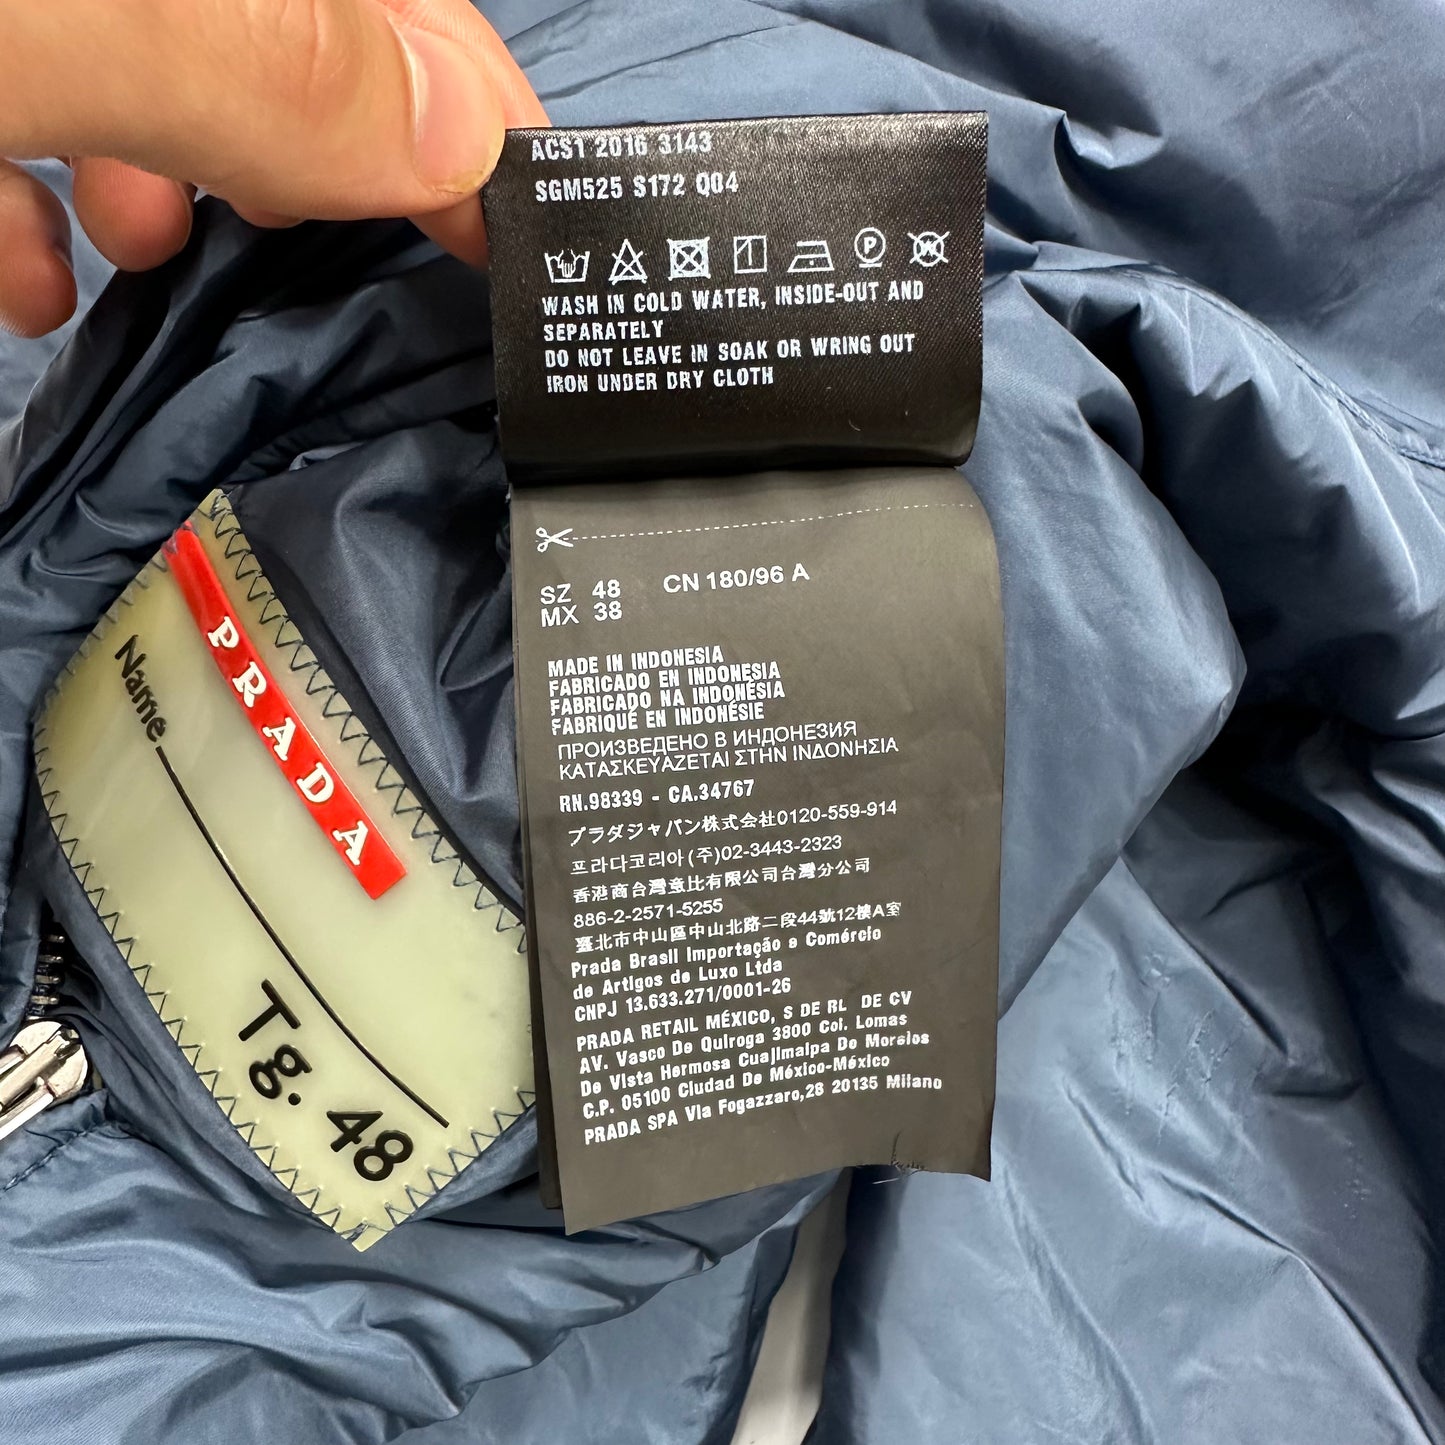 ACS1 2016 3143
SGM525 S172 Q04
P
W
WASH IN COLD WATER, INSIDE-OUT AND
SEPARATELY
DO NOT LEAVE IN SOAK OR WRING OUT
IRON UNDER DRY CLOTH
SZ 48 CN 180/96 A
MX 38
MADE IN INDONESIA
FABRICADO EN INDONESIA
FABRICADO NA INDONÉSIA
FABRIQUÉ EN INDONÉSIE
ПРОИЗВЕДЕНО В ИНДОНЕЗИЯ
ΚΑΤΑΣΚΕΥΑΖΕΤΑΙ ΣΤΗΝ ΙΝΔΟΝΗΣΙΑ
RN.98339 - CA.34767
プラダジャパン株式会社0120-559-914
프라다코리아(주)02-3443-2323
香港商台灣意比有限公司台灣分公司
886-2-2571-5255
臺北市中山區中山北路二段44號12樓A室
Prada Brasil Importação e Comércio
de Artigos de Luxo Ltda
CNPJ 13.633.271/0001-26
PRADA RETAIL MÉXICO, S DE RL DE CV
AV. Vasco De Quiroga 3800 Col. Lomas
De Vista Hermosa Cuajimalpa De Morelos
C.P. 05100 Ciudad De México-México
PRADA SPA Via Fogazzaro,28 20135 Milano
PRADA
Name
Tg. 48